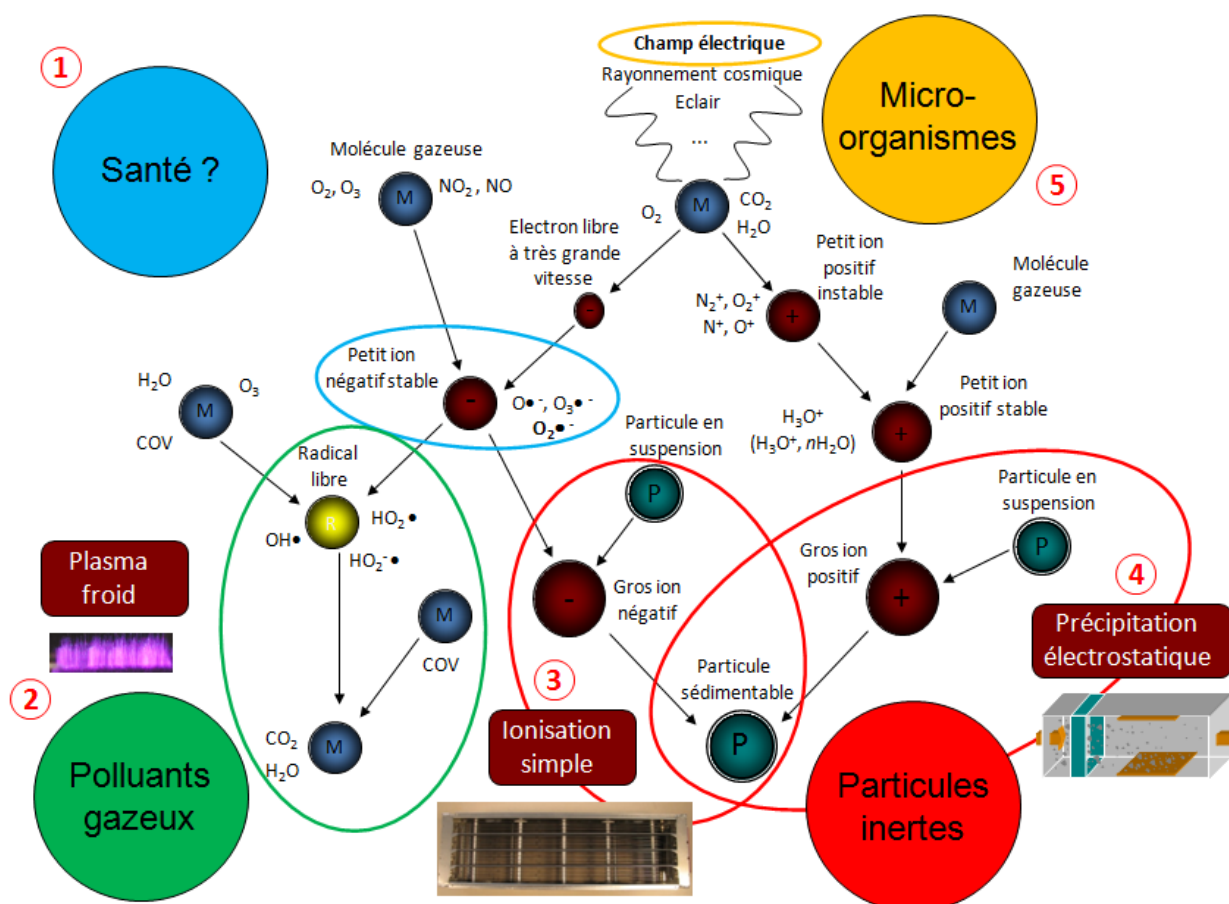 1
Santé ?
Champ électrique
Rayonnement cosmique
Eclair
...
Micro-
organismes
5
Molécule gazeuse
O₂, O₃
M
NO₂ , NO
O₂
M
CO₂
H₂O
Electron libre
à très grande
vitesse
-
Petit ion
positif
instable
N₂⁺, O₂⁺
N⁺, O⁺
+
Molécule
gazeuse
M
Petit ion
négatif stable
-
O●⁻, O₃●⁻
O₂●⁻
H₂O
O₃
M
COV
Petit ion
positif stable
H₃O⁺
(H₃O⁺, nH₂O)
+
Particule en
suspension
P
Radical
libre
R
HO₂●
OH●
HO₂⁻●
Particule en
suspension
P
Gros ion
positif
+
Gros ion
négatif
-
Plasma
froid
M
COV
4
Précipitation
électrostatique
2
Polluants
gazeux
CO₂
H₂O
M
3
Ionisation
simple
Particule
sédimentable
P
Particules
inertes